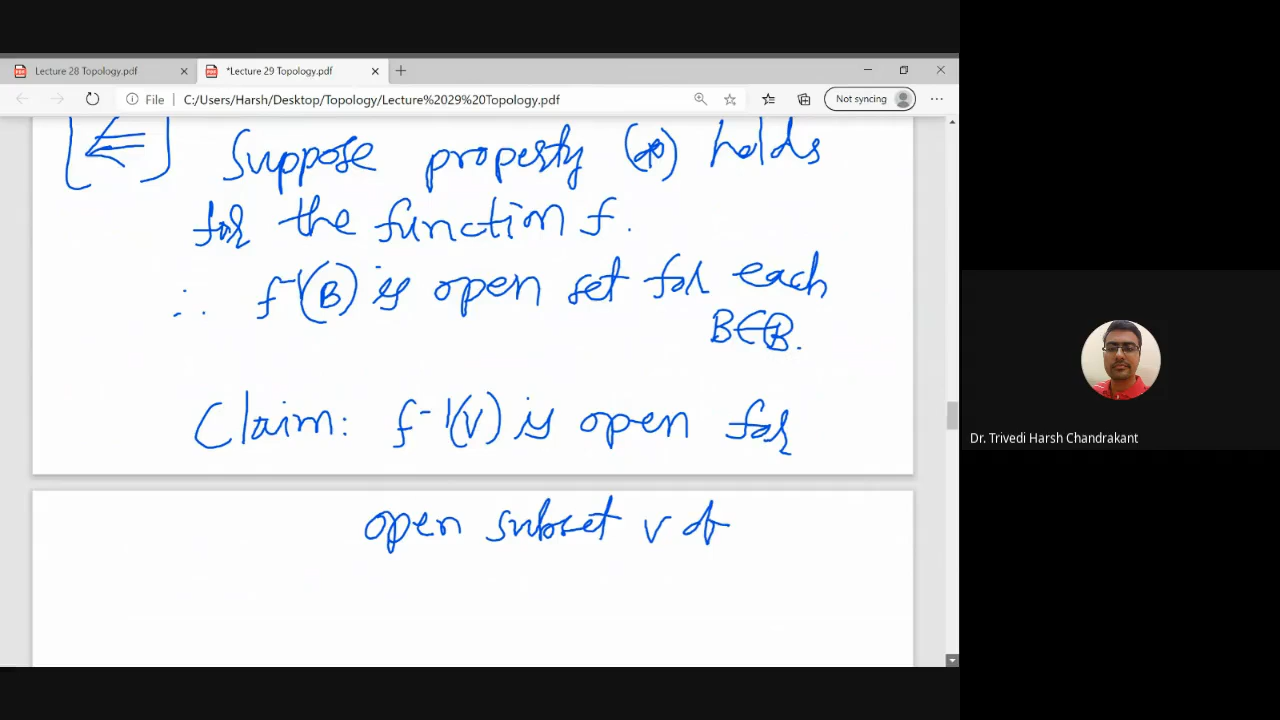 Lecture 28 Topology.pdf
*Lecture 29 Topology.pdf
File | C:/Users/Harsh/Desktop/Topology/Lecture%2029%20Topology.pdf
Not syncing
[⇐] Suppose property (*) holds
for the function f.
∴ f⁻¹(B) is open set for each
B∈𝔹.
Claim: f⁻¹(V) is open for
open subset V of
Dr. Trivedi Harsh Chandrakant